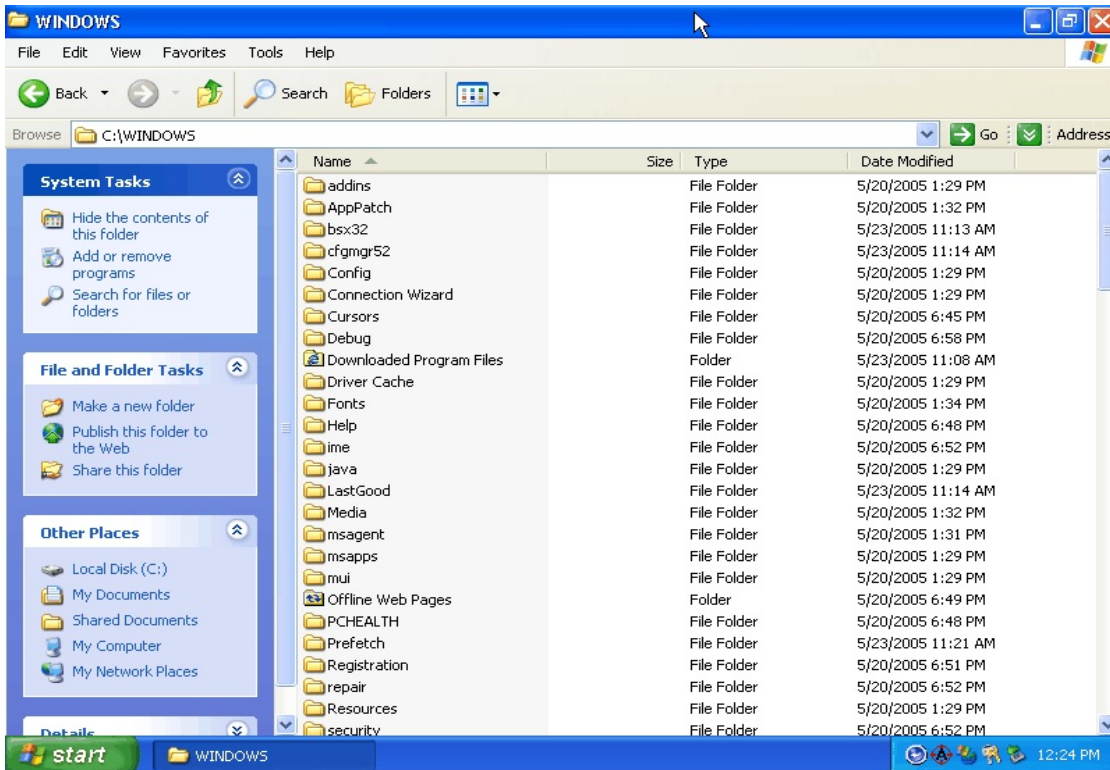 WINDOWS
File Edit View Favorites Tools Help
Back Search Folders
Browse C:\WINDOWS Go Address
System Tasks
Hide the contents of
this folder
Add or remove
programs
Search for files or
folders
File and Folder Tasks
Make a new folder
Publish this folder to
the Web
Share this folder
Other Places
Local Disk (C:)
My Documents
Shared Documents
My Computer
My Network Places
Details
Name Size Type Date Modified
addins File Folder 5/20/2005 1:29 PM
AppPatch File Folder 5/20/2005 1:32 PM
bsx32 File Folder 5/23/2005 11:13 AM
cfgmgr52 File Folder 5/23/2005 11:14 AM
Config File Folder 5/20/2005 1:29 PM
Connection Wizard File Folder 5/20/2005 1:29 PM
Cursors File Folder 5/20/2005 6:45 PM
Debug File Folder 5/20/2005 6:58 PM
Downloaded Program Files Folder 5/23/2005 11:08 AM
Driver Cache File Folder 5/20/2005 1:29 PM
Fonts File Folder 5/20/2005 1:34 PM
Help File Folder 5/20/2005 6:48 PM
ime File Folder 5/20/2005 6:52 PM
java File Folder 5/20/2005 1:29 PM
LastGood File Folder 5/23/2005 11:14 AM
Media File Folder 5/20/2005 1:32 PM
msagent File Folder 5/20/2005 1:31 PM
msapps File Folder 5/20/2005 1:29 PM
mui File Folder 5/20/2005 1:29 PM
Offline Web Pages Folder 5/20/2005 6:49 PM
PCHEALTH File Folder 5/20/2005 6:48 PM
Prefetch File Folder 5/23/2005 11:21 AM
Registration File Folder 5/20/2005 6:51 PM
repair File Folder 5/20/2005 6:52 PM
Resources File Folder 5/20/2005 1:29 PM
security File Folder 5/20/2005 6:52 PM
start WINDOWS 12:24 PM